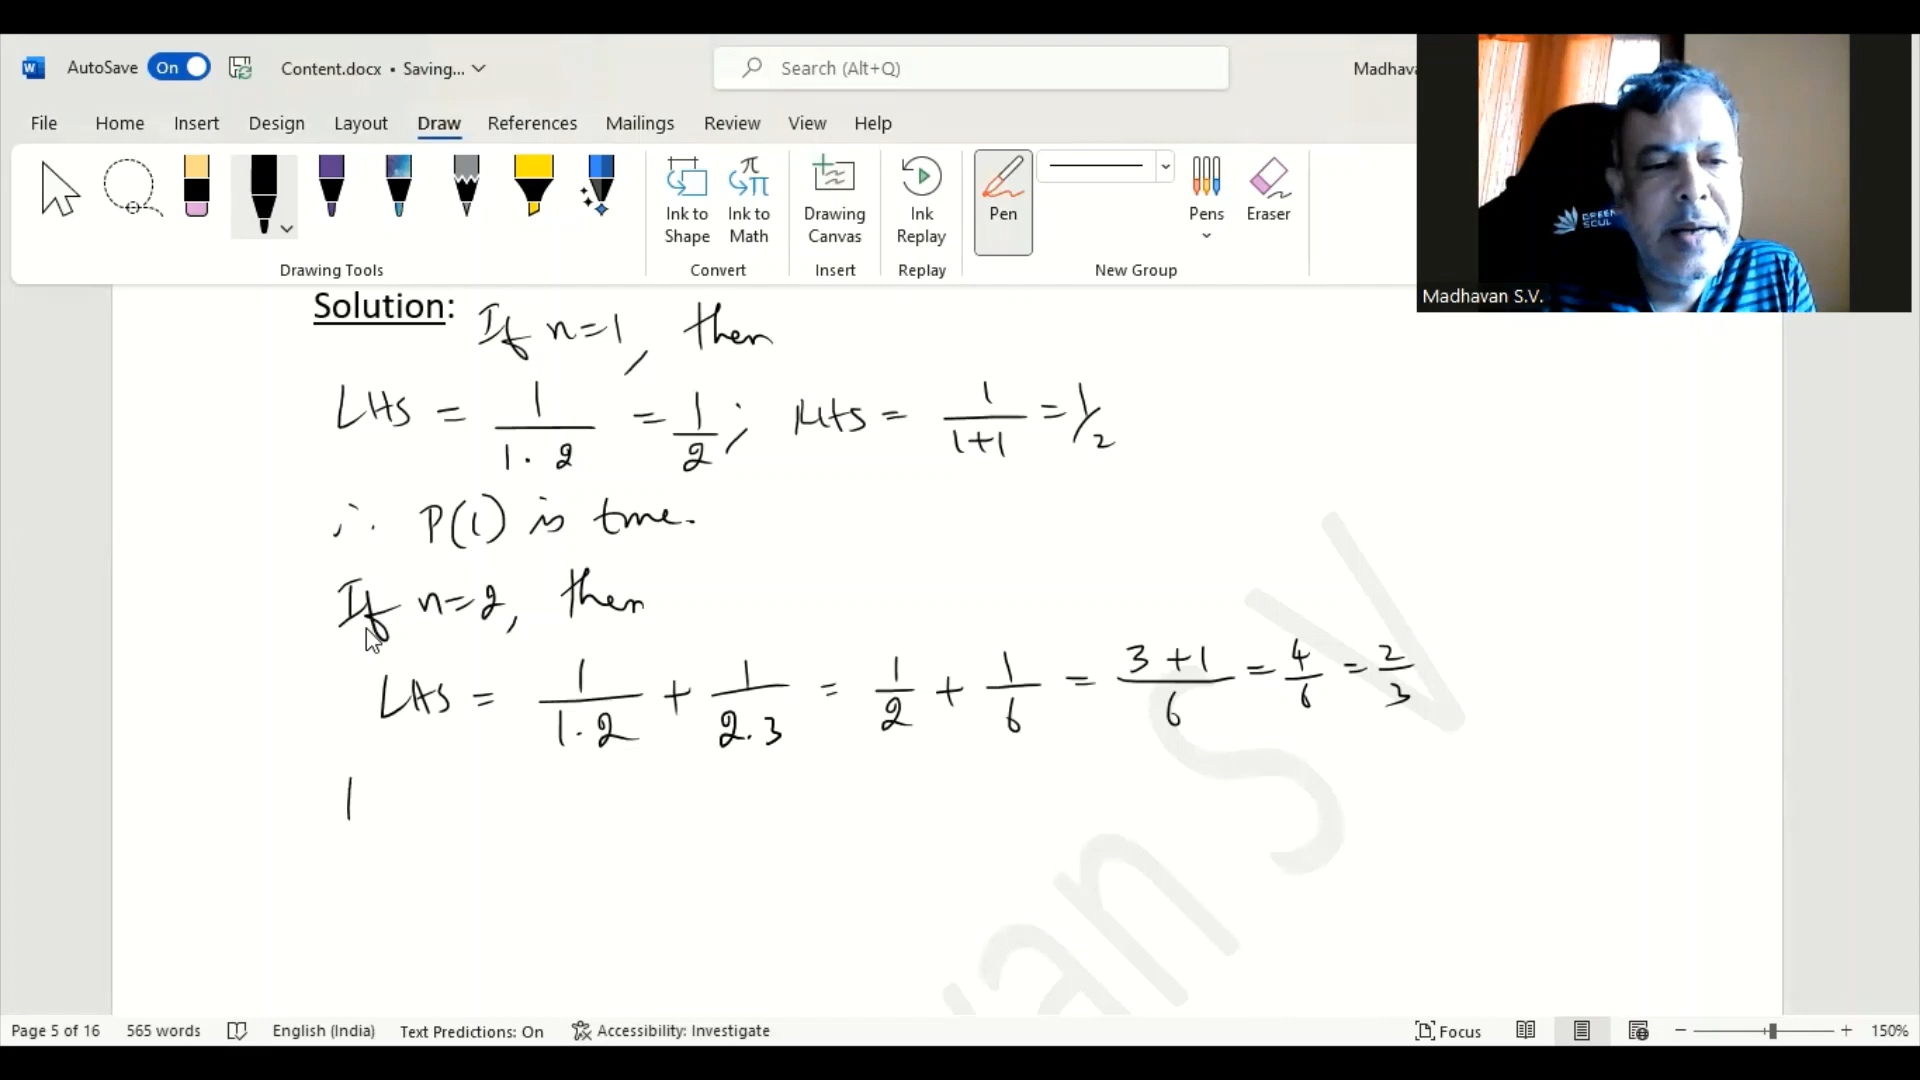 AutoSave On Content.docx • Saving... Search (Alt+Q) Madhava
File Home Insert Design Layout Draw References Mailings Review View Help
Ink to Shape Ink to Math Drawing Canvas Ink Replay Pen Pens Eraser
Drawing Tools Convert Insert Replay New Group
GREEN SOUL
Madhavan S.V.
Solution: If n=1, then
LHS = 1/(1·2) = 1/2; RHS = 1/(1+1) = 1/2
∴ P(1) is true.
If n=2, then
LHS = 1/(1·2) + 1/(2.3) = 1/2 + 1/6 = (3+1)/6 = 4/6 = 2/3
van S V
Page 5 of 16 565 words English (India) Text Predictions: On Accessibility: Investigate Focus 150%